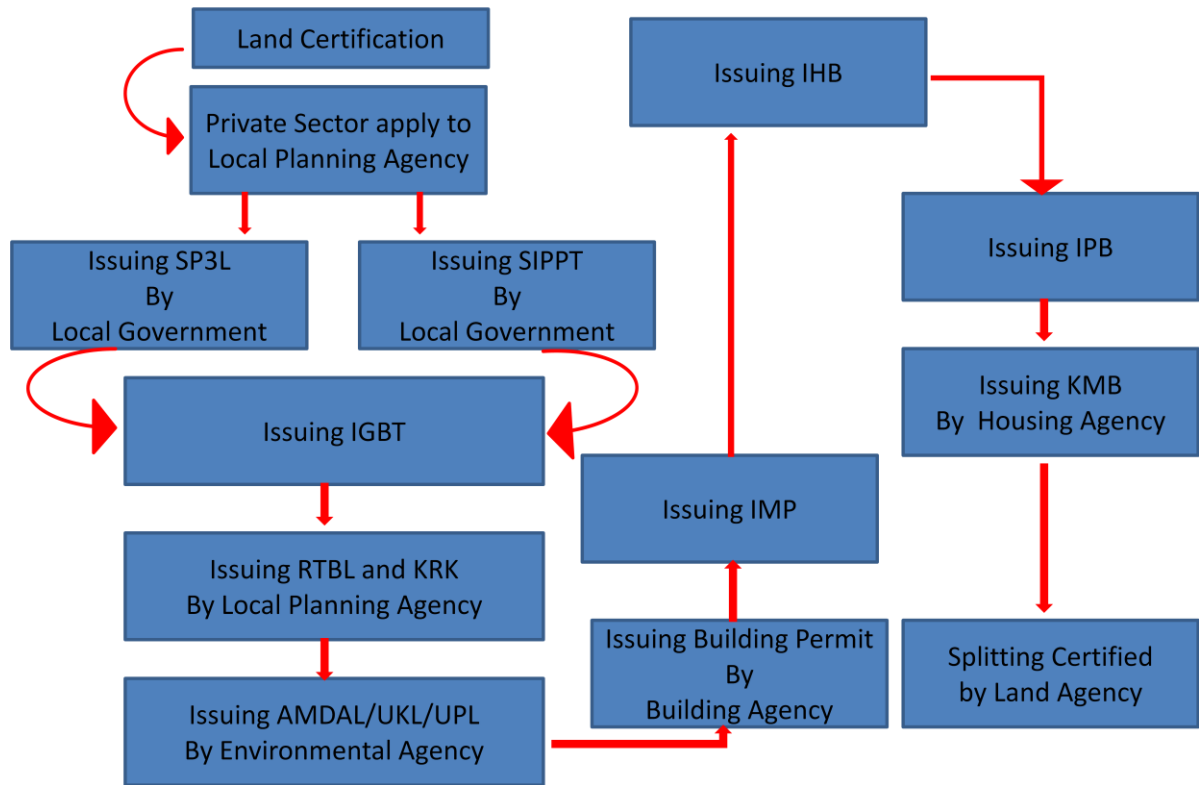 Land Certification
Private Sector apply to
Local Planning Agency
Issuing SP3L
By
Local Government
Issuing SIPPT
By
Local Government
Issuing IGBT
Issuing RTBL and KRK
By Local Planning Agency
Issuing AMDAL/UKL/UPL
By Environmental Agency
Issuing Building Permit
By
Building Agency
Issuing IMP
Issuing IHB
Issuing IPB
Issuing KMB
By Housing Agency
Splitting Certified
by Land Agency